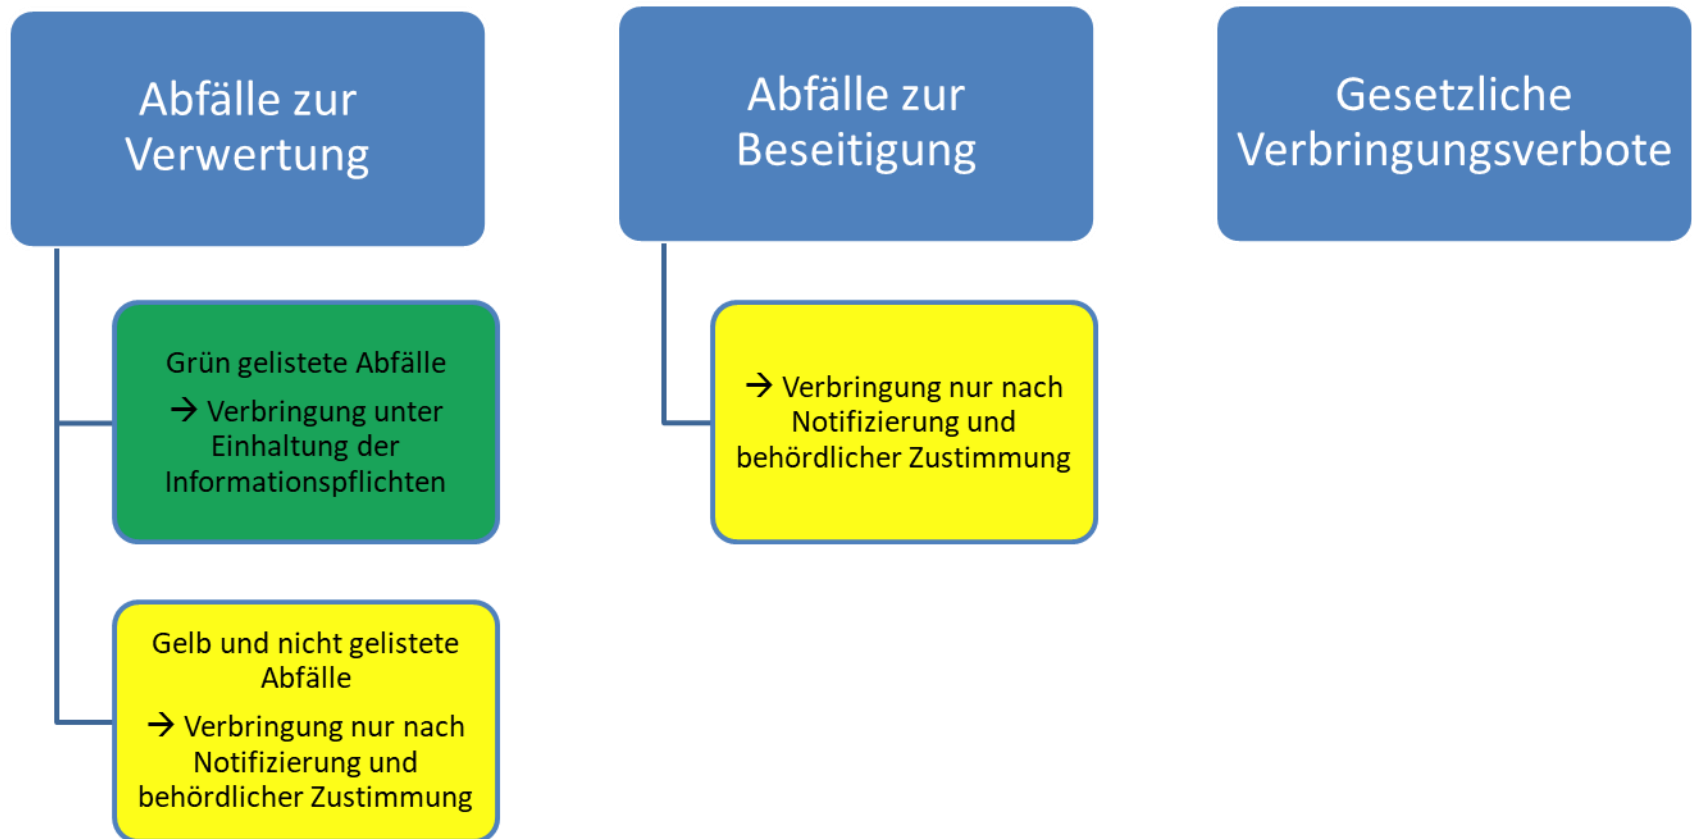 Abfälle zur
Verwertung
Grün gelistete Abfälle
→ Verbringung unter
Einhaltung der
Informationspflichten
Gelb und nicht gelistete
Abfälle
→ Verbringung nur nach
Notifizierung und
behördlicher Zustimmung
Abfälle zur
Beseitigung
→ Verbringung nur nach
Notifizierung und
behördlicher Zustimmung
Gesetzliche
Verbringungsverbote